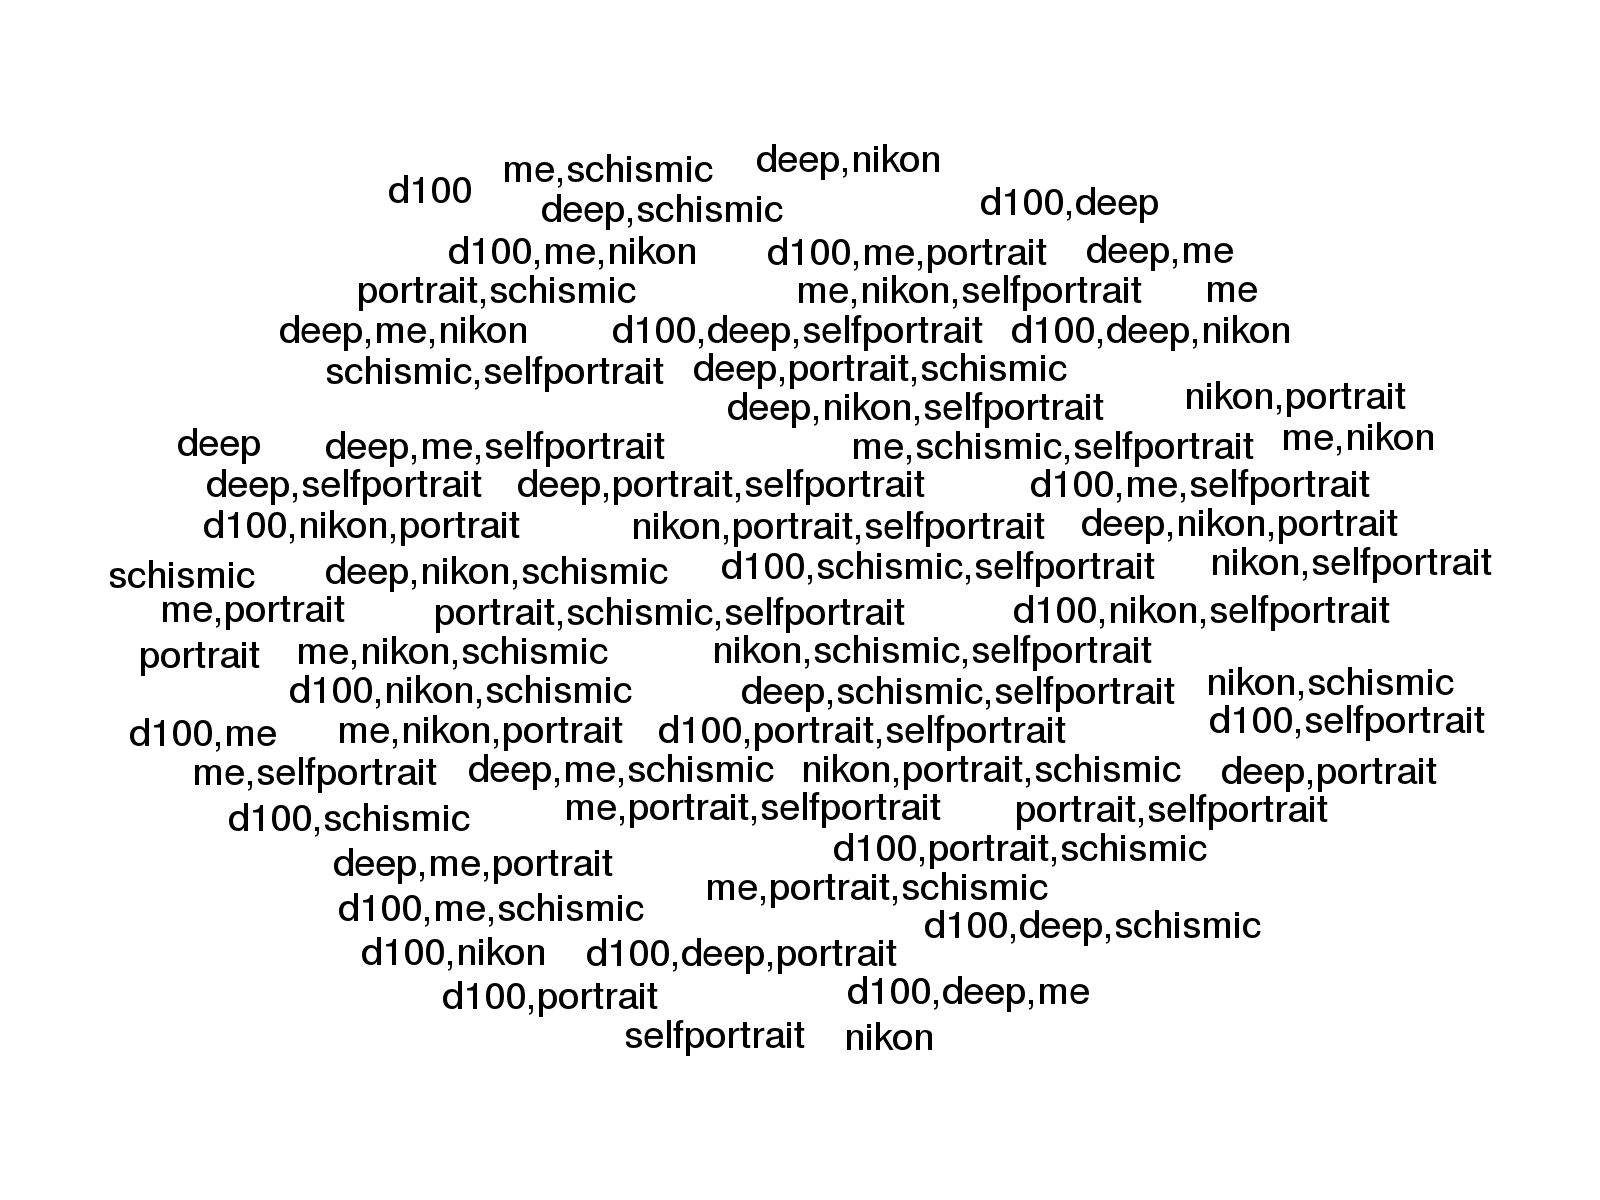 deep,nikon
d100 me,schismic
deep,schismic d100,deep
d100,me,nikon d100,me,portrait deep,me
portrait,schismic me,nikon,selfportrait me
deep,me,nikon d100,deep,selfportrait d100,deep,nikon
schismic,selfportrait deep,portrait,schismic
deep,nikon,selfportrait nikon,portrait
deep deep,me,selfportrait me,schismic,selfportrait me,nikon
deep,selfportrait deep,portrait,selfportrait d100,me,selfportrait
d100,nikon,portrait nikon,portrait,selfportrait deep,nikon,portrait
schismic deep,nikon,schismic d100,schismic,selfportrait nikon,selfportrait
me,portrait portrait,schismic,selfportrait d100,nikon,selfportrait
portrait me,nikon,schismic nikon,schismic,selfportrait
d100,nikon,schismic deep,schismic,selfportrait nikon,schismic
d100,me me,nikon,portrait d100,portrait,selfportrait d100,selfportrait
me,selfportrait deep,me,schismic nikon,portrait,schismic deep,portrait
d100,schismic me,portrait,selfportrait portrait,selfportrait
deep,me,portrait d100,portrait,schismic
d100,me,schismic me,portrait,schismic
d100,deep,schismic
d100,nikon d100,deep,portrait
d100,portrait d100,deep,me
selfportrait nikon